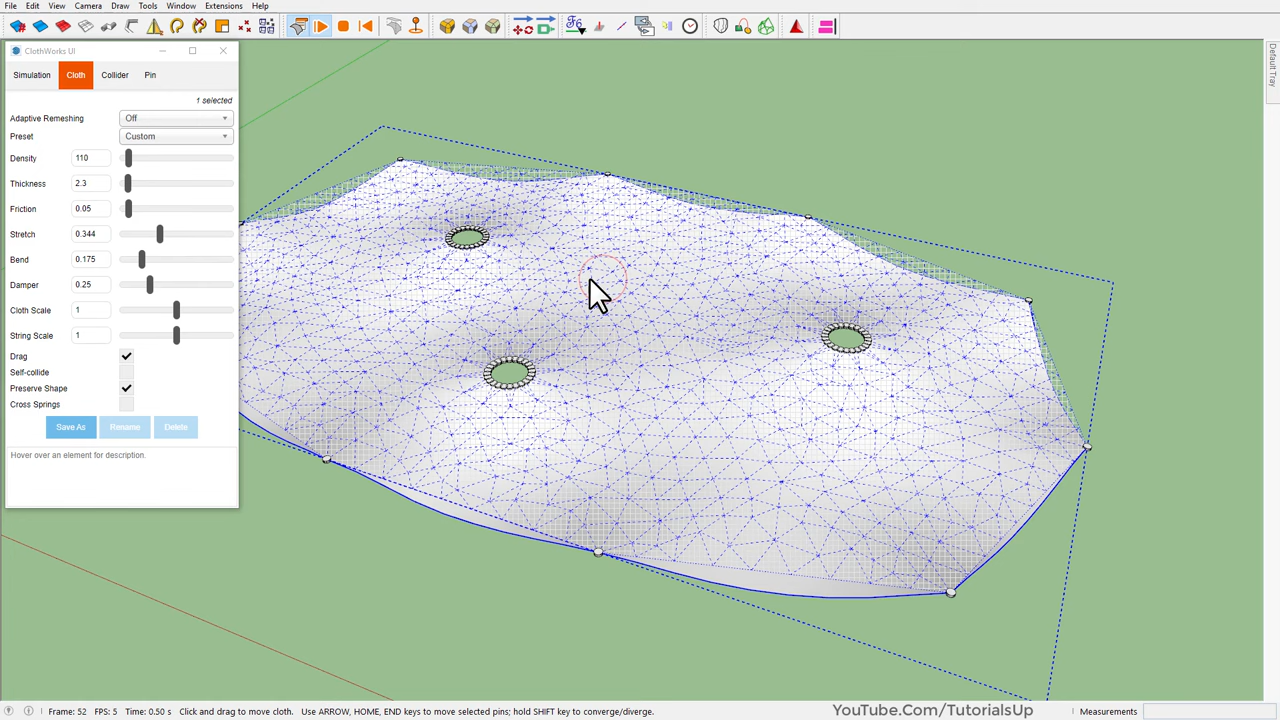 File Edit View Camera Draw Tools Window Extensions Help
ClothWorks UI
Simulation Cloth Collider Pin
1 selected
Adaptive Remeshing Off
Preset Custom
Density 110
Thickness 2.3
Friction 0.05
Stretch 0.344
Bend 0.175
Damper 0.25
Cloth Scale 1
String Scale 1
Drag
Self-collide
Preserve Shape
Cross Springs
Save As Rename Delete
Hover over an element for description.
Default Tray
Frame: 52 FPS: 5 Time: 0.50 s Click and drag to move cloth. Use ARROW, HOME, END keys to move selected pins; hold SHIFT key to converge/diverge.
YouTube.Com/TutorialsUp
Measurements